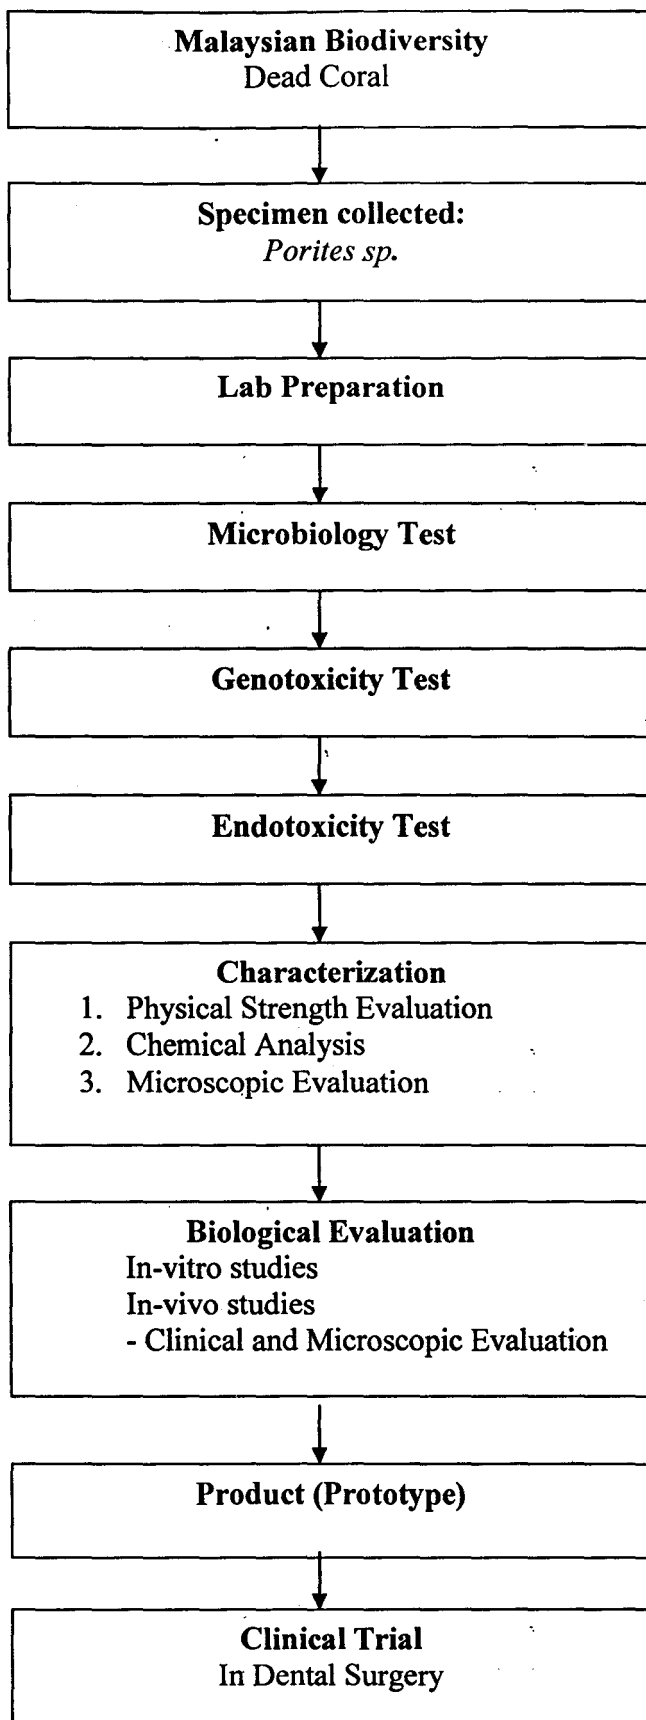 Malaysian Biodiversity
Dead Coral
Specimen collected:
Porites sp.
Lab Preparation
Microbiology Test
Genotoxicity Test
Endotoxicity Test
Characterization
1. Physical Strength Evaluation
2. Chemical Analysis
3. Microscopic Evaluation
Biological Evaluation
In-vitro studies
In-vivo studies
- Clinical and Microscopic Evaluation
Product (Prototype)
Clinical Trial
In Dental Surgery